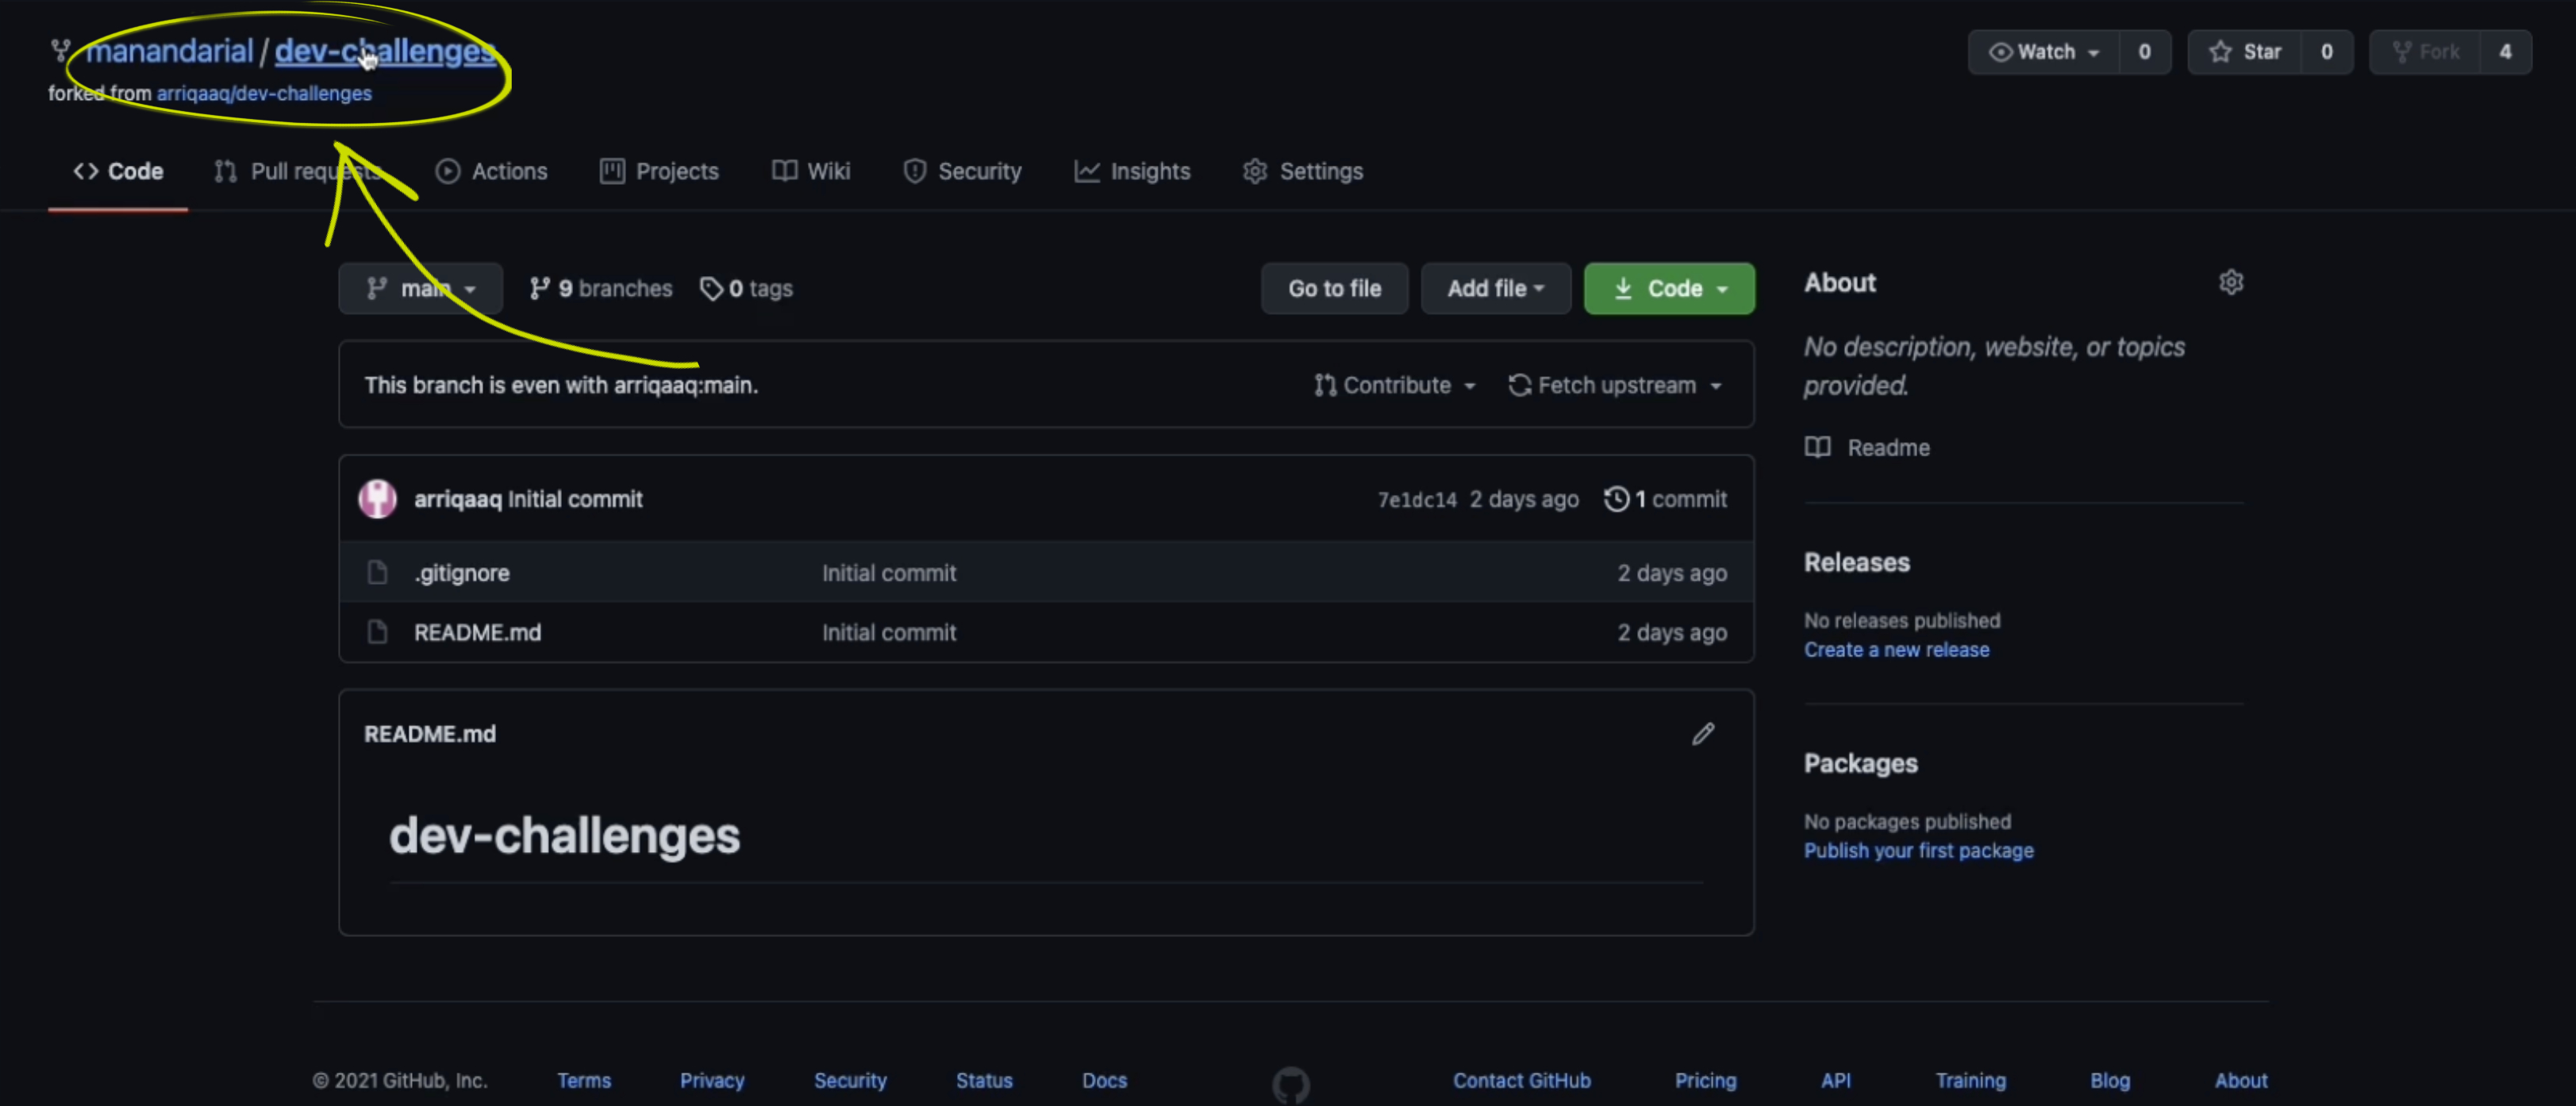 manandarial / dev-challenges
forked from arriqaaq/dev-challenges
Watch 0 Star 0 Fork 4
Code Pull requests Actions Projects Wiki Security Insights Settings
main 9 branches 0 tags Go to file Add file Code
This branch is even with arriqaaq:main. Contribute Fetch upstream
arriqaaq Initial commit 7e1dc14 2 days ago 1 commit
.gitignore Initial commit 2 days ago
README.md Initial commit 2 days ago
README.md
dev-challenges
About
No description, website, or topics
provided.
Readme
Releases
No releases published
Create a new release
Packages
No packages published
Publish your first package
© 2021 GitHub, Inc. Terms Privacy Security Status Docs Contact GitHub Pricing API Training Blog About